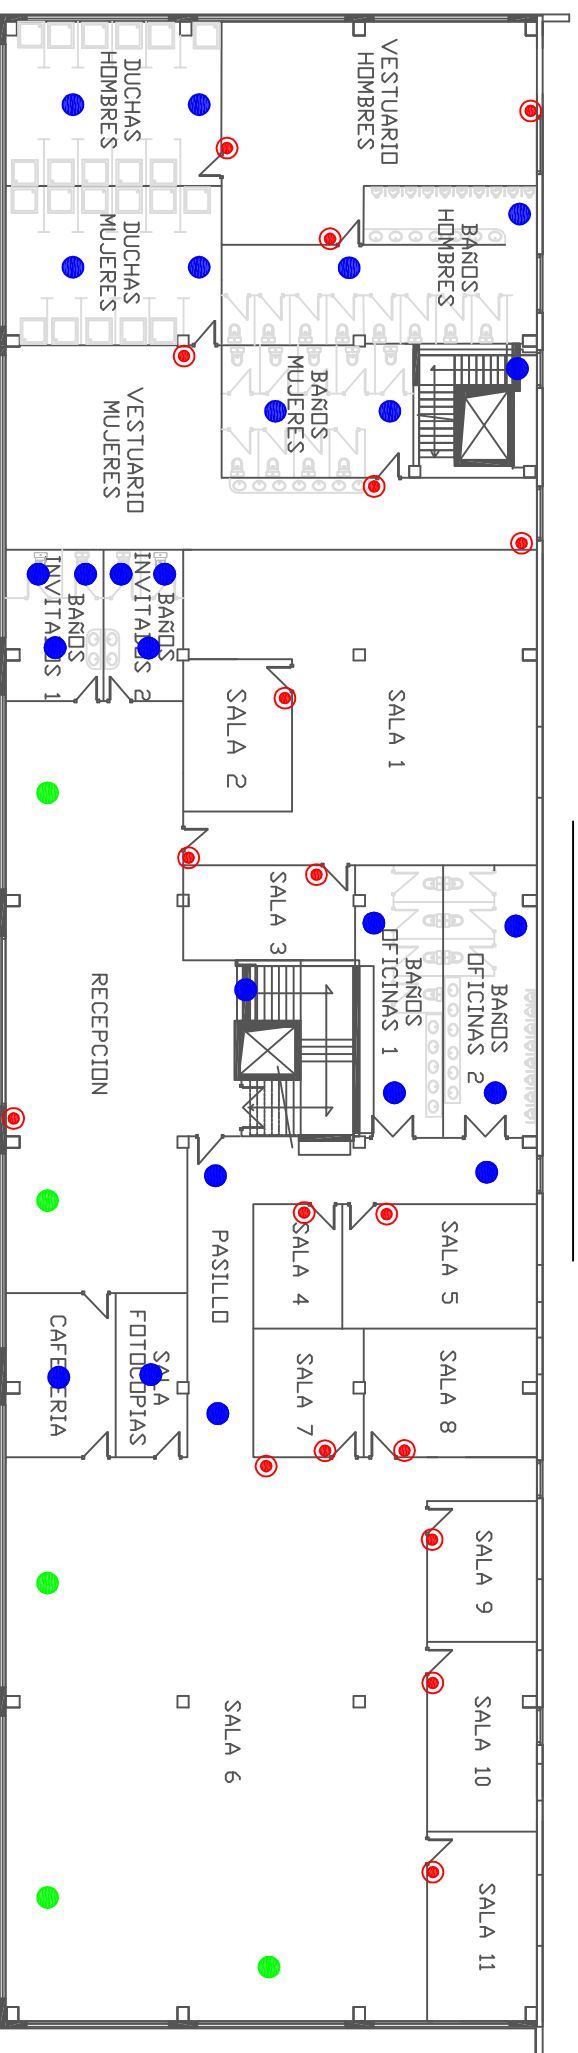 DUCHAS
HOMBRES
VESTUARIO
HOMBRES
DUCHAS
MUJERES
BAÑOS
HOMBRES
VESTUARIO
MUJERES
BAÑOS
MUJERES
BAÑOS
INVITADOS 1
BAÑOS
INVITADOS 2
SALA 2
SALA 1
SALA 3
BAÑOS
OFICINAS 1
BAÑOS
OFICINAS 2
RECEPCION
PASILLO
SALA 4
SALA 5
CAFETERIA
SALA
FOTOCOPIAS
SALA 7
SALA 8
SALA 9
SALA 6
SALA 10
SALA 11